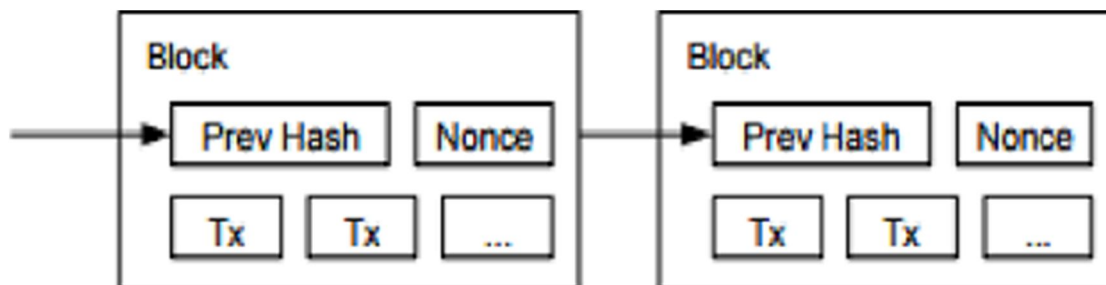 Block Block
Prev Hash Nonce Prev Hash Nonce
Tx Tx ... Tx Tx ...